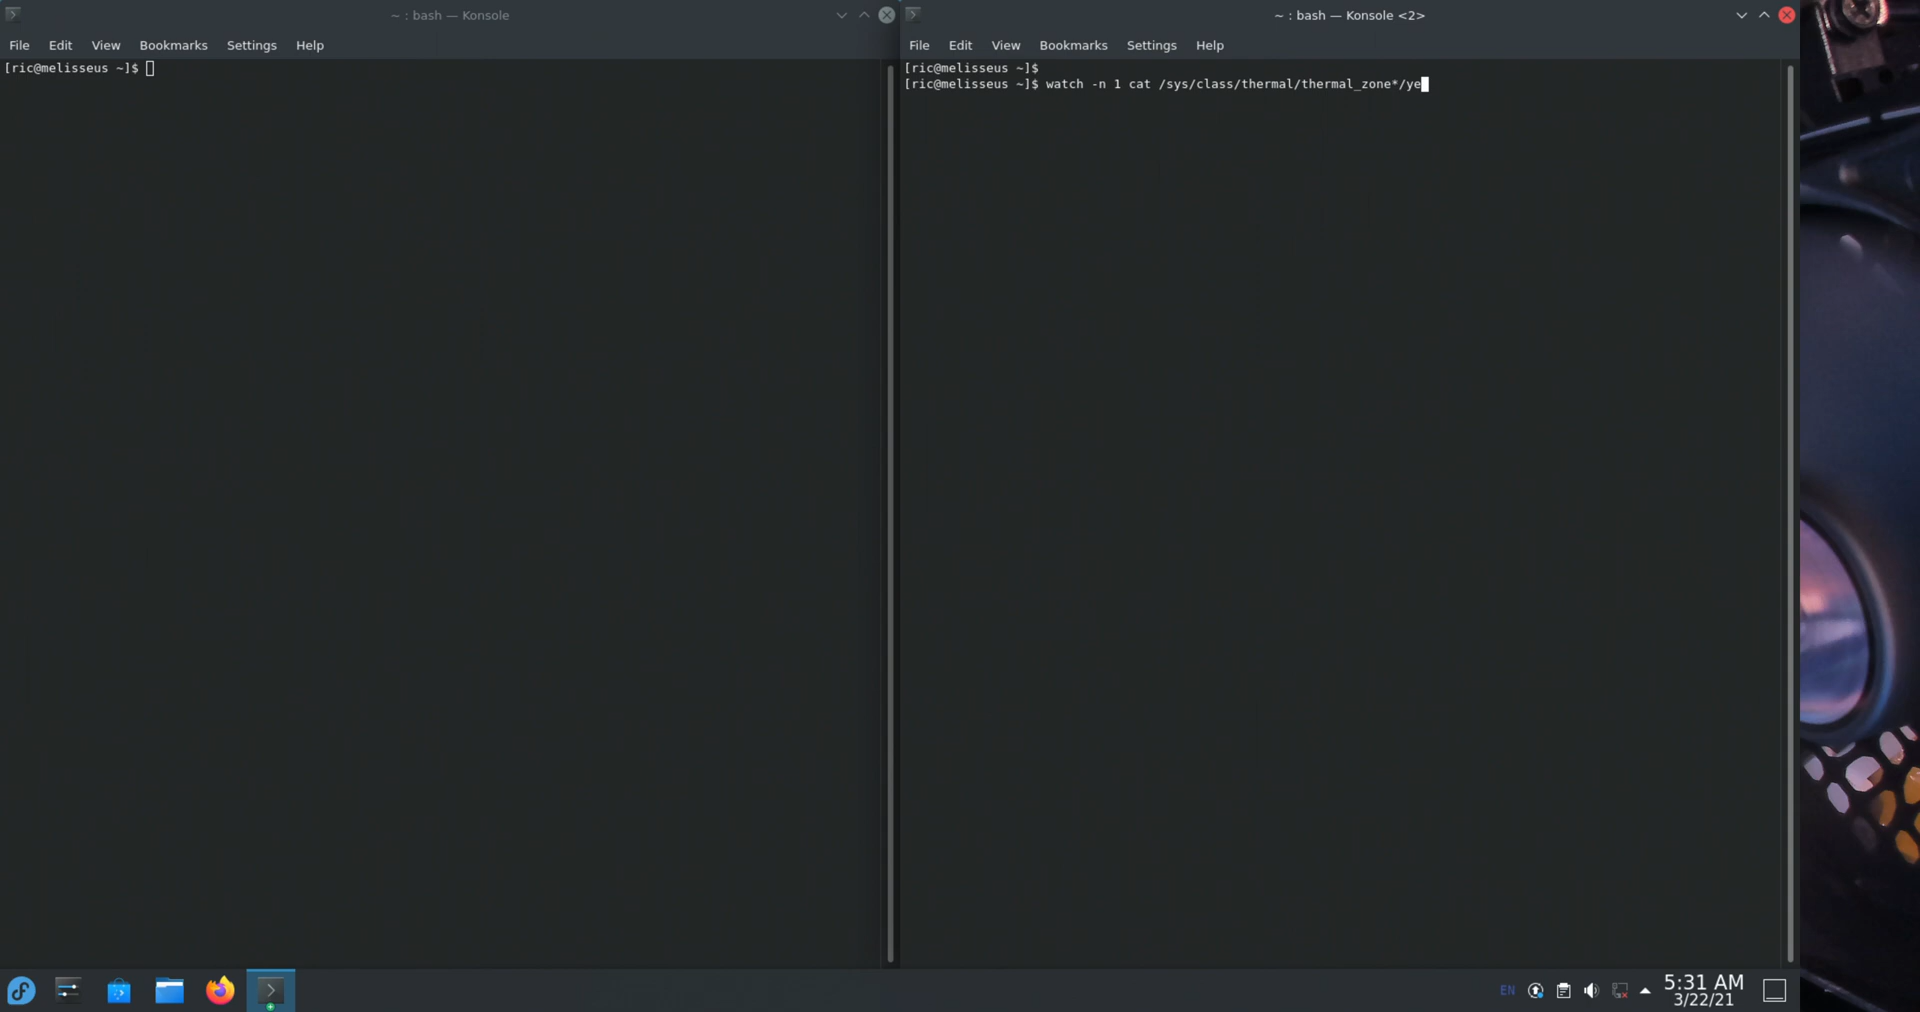 ~ : bash — Konsole
File Edit View Bookmarks Settings Help
[ric@melisseus ~]$
~ : bash — Konsole <2>
File Edit View Bookmarks Settings Help
[ric@melisseus ~]$
[ric@melisseus ~]$ watch -n 1 cat /sys/class/thermal/thermal_zone*/ye
EN
5:31 AM
3/22/21